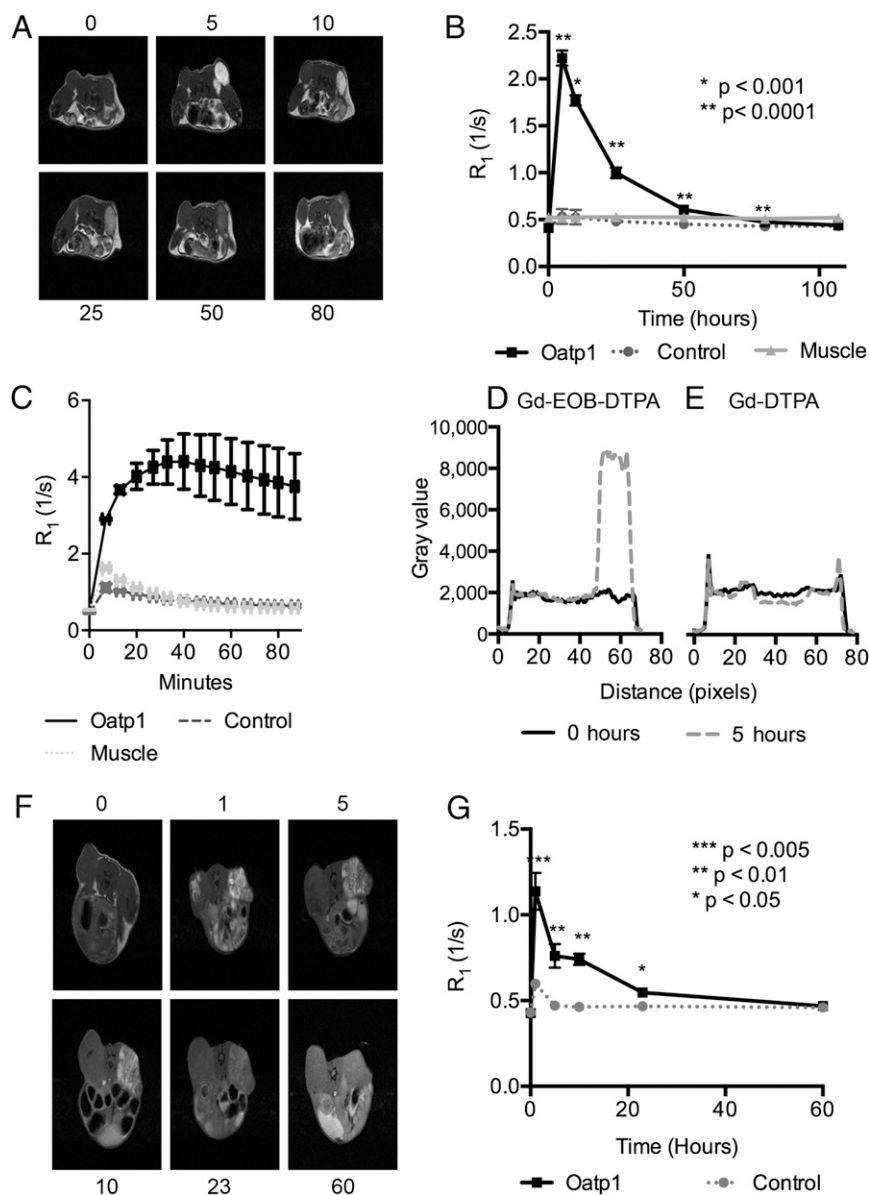 A
0 5 10
25 50 80
B
2.5
2.0
1.5
1.0
0.5
0.0
R1 (1/s)
**
*
**
**
**
* p < 0.001
** p< 0.0001
0 50 100
Time (hours)
Oatp1 Control Muscle
C
6
4
2
0
R1 (1/s)
0 20 40 60 80
Minutes
Oatp1 Control
Muscle
D Gd-EOB-DTPA E Gd-DTPA
10,000
8,000
6,000
4,000
2,000
0
Gray value
0 20 40 60 80 0 20 40 60 80
Distance (pixels)
0 hours 5 hours
F
0 1 5
10 23 60
G
1.5
1.0
0.5
0.0
R1 (1/s)
***
** **
*
*** p < 0.005
** p < 0.01
* p < 0.05
0 20 40 60
Time (Hours)
Oatp1 Control